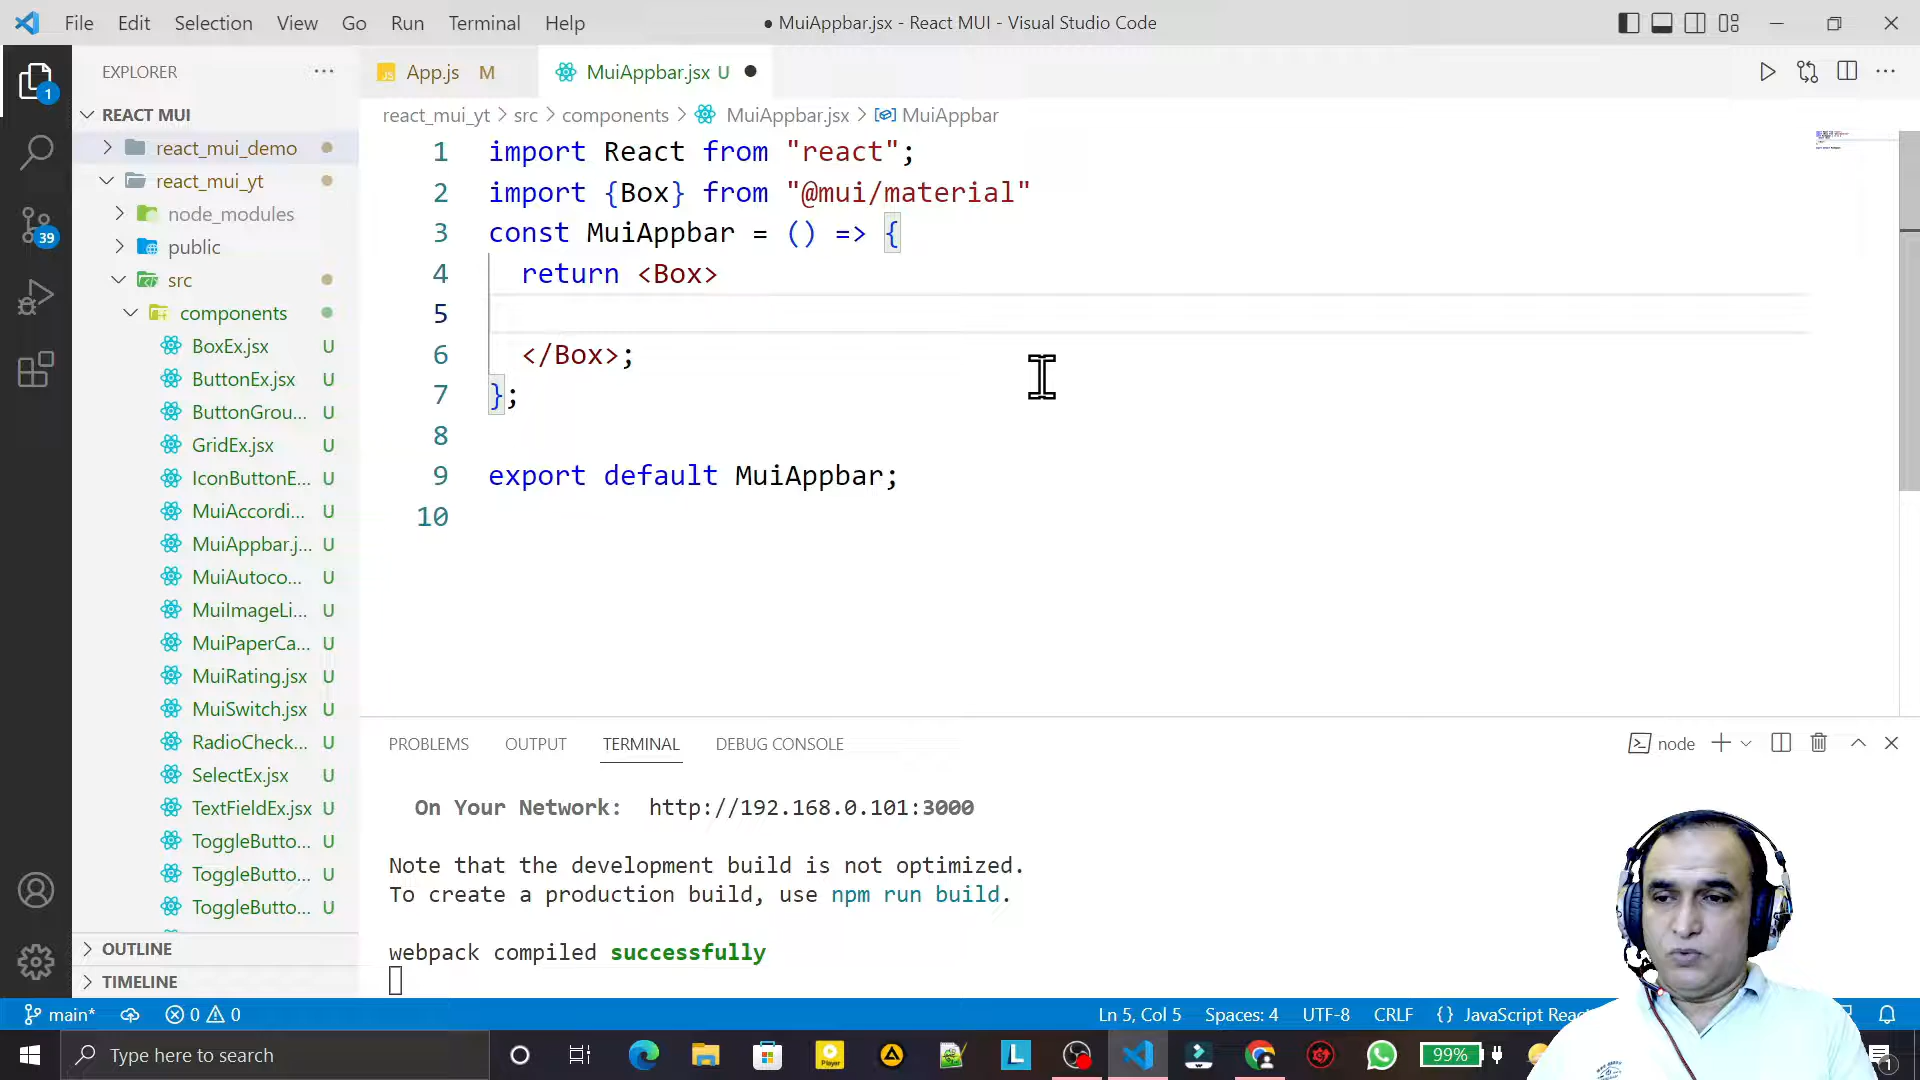 File Edit Selection View Go Run Terminal Help
● MuiAppbar.jsx - React MUI - Visual Studio Code
EXPLORER
App.js M
MuiAppbar.jsx U
1
REACT MUI
react_mui_yt > src > components > MuiAppbar.jsx > MuiAppbar
react_mui_demo
react_mui_yt
node_modules
public
src
components
BoxEx.jsx U
ButtonEx.jsx U
ButtonGrou... U
GridEx.jsx U
IconButtonE... U
MuiAccordi... U
MuiAppbar.j... U
MuiAutoco... U
MuiImageLi... U
MuiPaperCa... U
MuiRating.jsx U
MuiSwitch.jsx U
RadioCheck... U
SelectEx.jsx U
TextFieldEx.jsx U
ToggleButto... U
ToggleButto... U
ToggleButto... U
OUTLINE
TIMELINE
39
1 import React from "react";
2 import {Box} from "@mui/material"
3 const MuiAppbar = () => {
4 return <Box>
5
6 </Box>;
7 };
8
9 export default MuiAppbar;
10
PROBLEMS OUTPUT TERMINAL DEBUG CONSOLE
node
On Your Network: http://192.168.0.101:3000
Note that the development build is not optimized.
To create a production build, use npm run build.
webpack compiled successfully
main* 0 0
Ln 5, Col 5 Spaces: 4 UTF-8 CRLF {} JavaScript Reac
Type here to search
L
99%
1